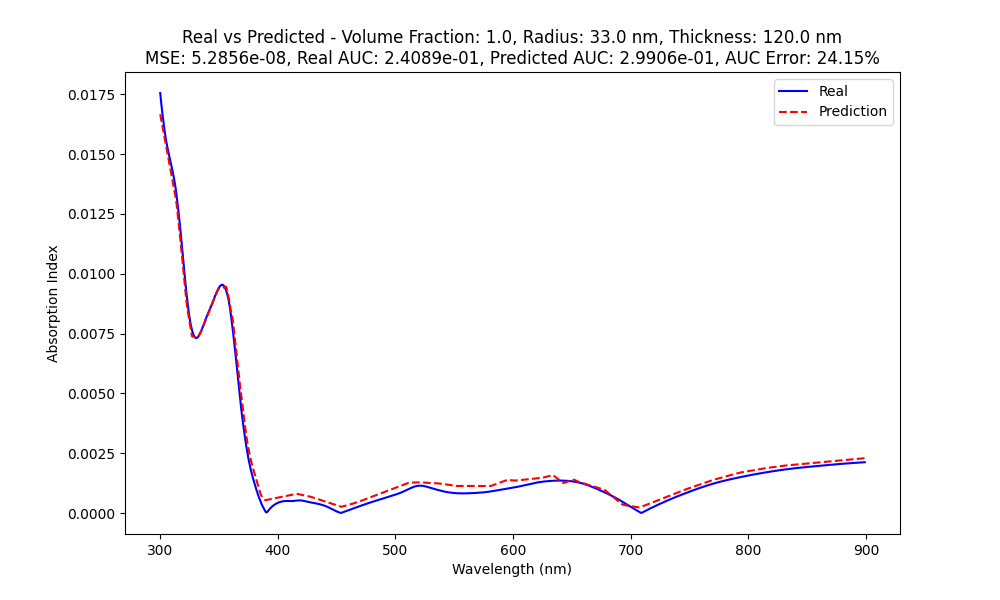 Real vs Predicted - Volume Fraction: 1.0, Radius: 33.0 nm, Thickness: 120.0 nm
MSE: 5.2856e-08, Real AUC: 2.4089e-01, Predicted AUC: 2.9906e-01, AUC Error: 24.15%
Real
Prediction
Absorption Index
0.0175
0.0150
0.0125
0.0100
0.0075
0.0050
0.0025
0.0000
300 400 500 600 700 800 900
Wavelength (nm)